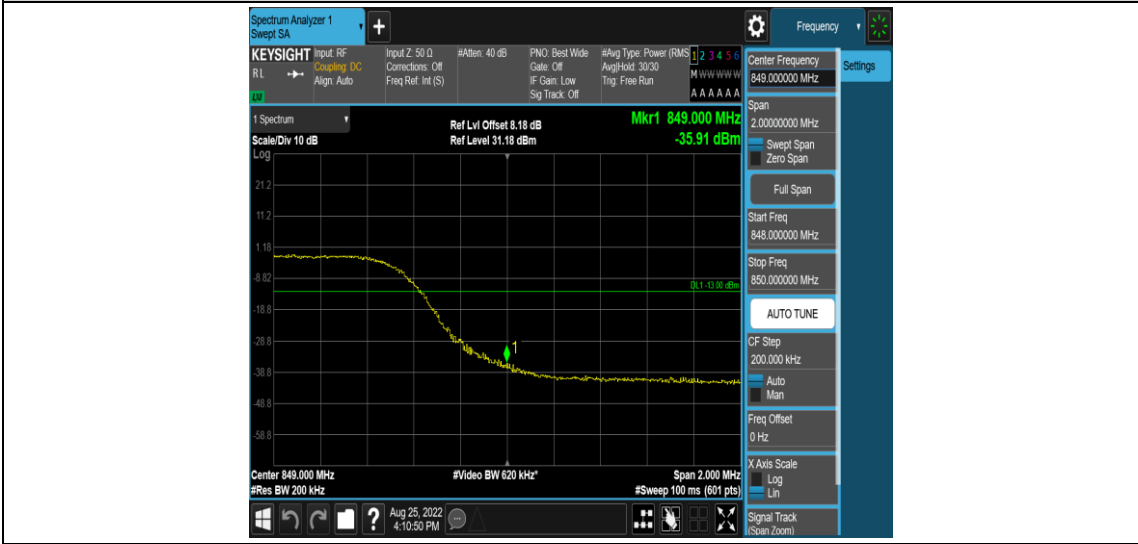 Spectrum Analyzer 1
Swept SA
+
Frequency
KEYSIGHT
RL
LNI
Input: RF
Coupling: DC
Align: Auto
Input Z: 50 Ω
Corrections: Off
Freq Ref: Int (S)
#Atten: 40 dB
PNO: Best Wide
Gate: Off
IF Gain: Low
Sig Track: Off
#Avg Type: Power (RMS
Avg|Hold: 30/30
Trig: Free Run
1 2 3 4 5 6
M W W W W W
A A A A A A
1 Spectrum
Scale/Div 10 dB
Log
Ref Lvl Offset 8.18 dB
Ref Level 31.18 dBm
Mkr1 849.000 MHz
-35.91 dBm
21.2
11.2
1.18
-8.82
-18.8
-28.8
-38.8
-48.8
-58.8
DL1 -13.00 dBm
1
Center 849.000 MHz
#Res BW 200 kHz
#Video BW 620 kHz*
Span 2.000 MHz
#Sweep 100 ms (601 pts)
?
Aug 25, 2022
4:10:50 PM
Center Frequency
849.000000 MHz
Span
2.00000000 MHz
Swept Span
Zero Span
Full Span
Start Freq
848.000000 MHz
Stop Freq
850.000000 MHz
AUTO TUNE
CF Step
200.000 kHz
Auto
Man
Freq Offset
0 Hz
X Axis Scale
Log
Lin
Signal Track
(Span Zoom)
Settings